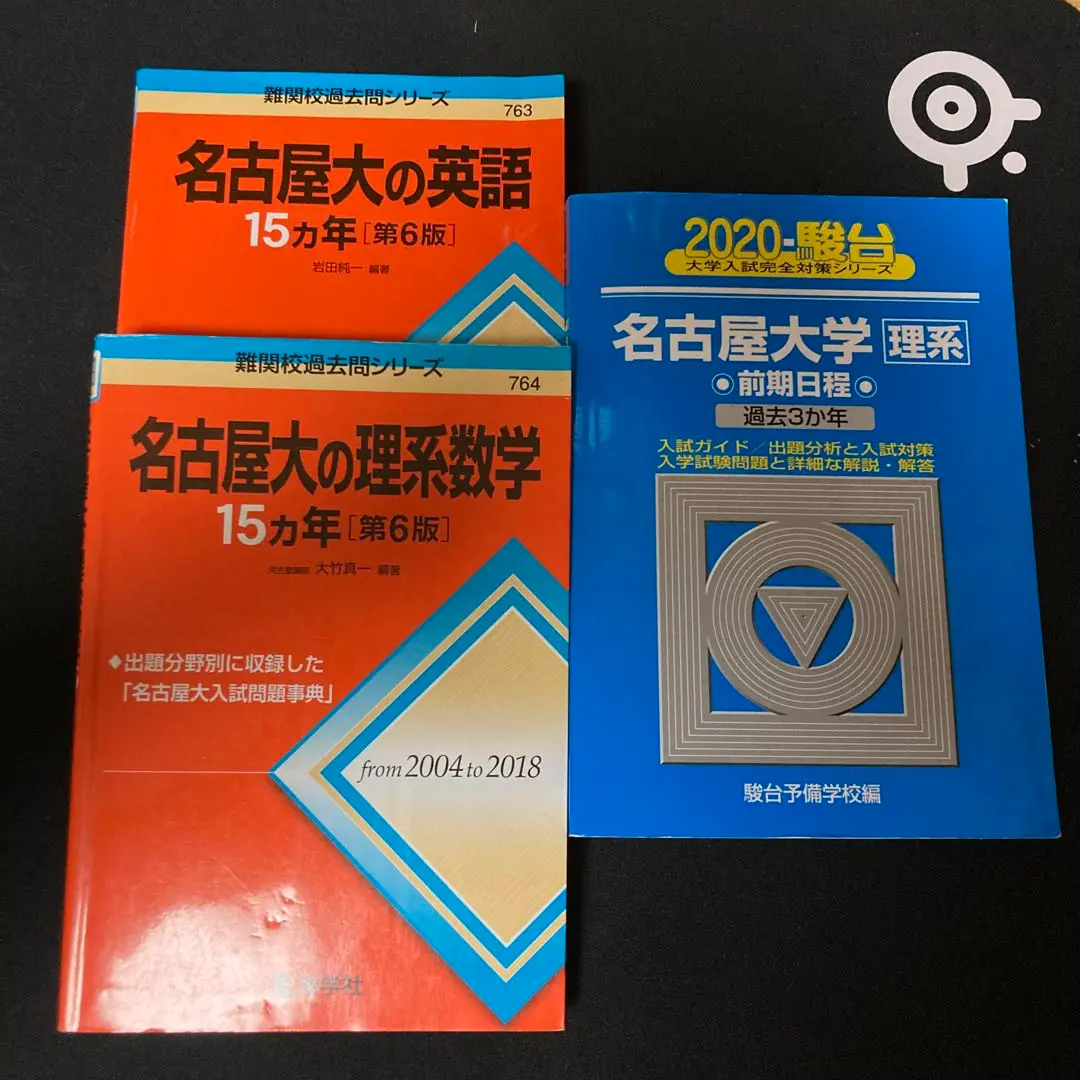 難関校過去問シリーズ
763
名古屋大の英語
15カ年[第6版]
岩田純一 編著
難関校過去問シリーズ
764
名古屋大の理系数学
15カ年[第6版]
河合塾講師 大竹真一 編著
◆出題分野別に収録した
「名古屋大入試問題事典」
from 2004 to 2018
教学社
2020-駿台
大学入試完全対策シリーズ
名古屋大学 理系
前期日程
過去3か年
入試ガイド/出題分析と入試対策
入学試験問題と詳細な解説・解答
駿台予備学校編